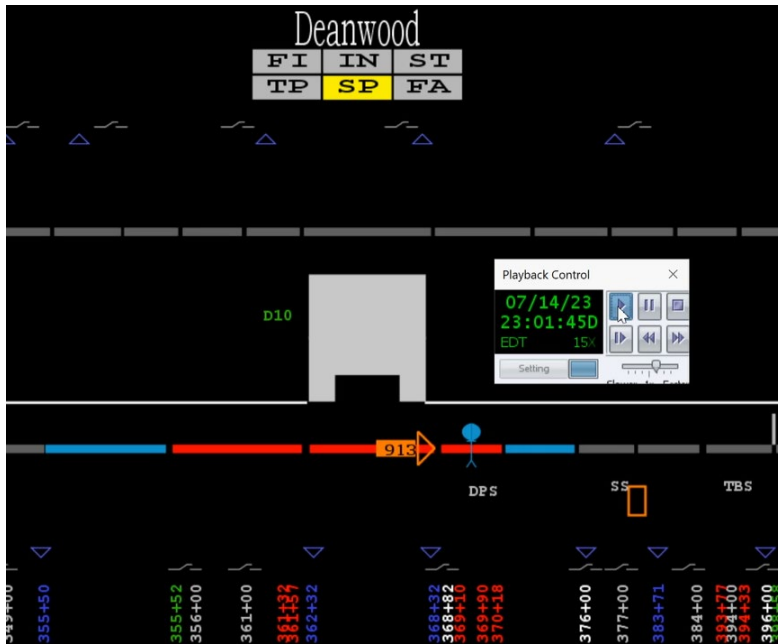 Deanwood
FI IN ST
TP SP FA
Playback Control
07/14/23
23:01:45D
EDT 15X
Setting
D10
913
DPS
SS
TBS
355+50
355+52
356+00
361+00
361+57
362+32
368+32
368+82
369+10
369+90
370+18
376+00
377+00
383+71
384+00
393+77
394+00
394+33
396+00